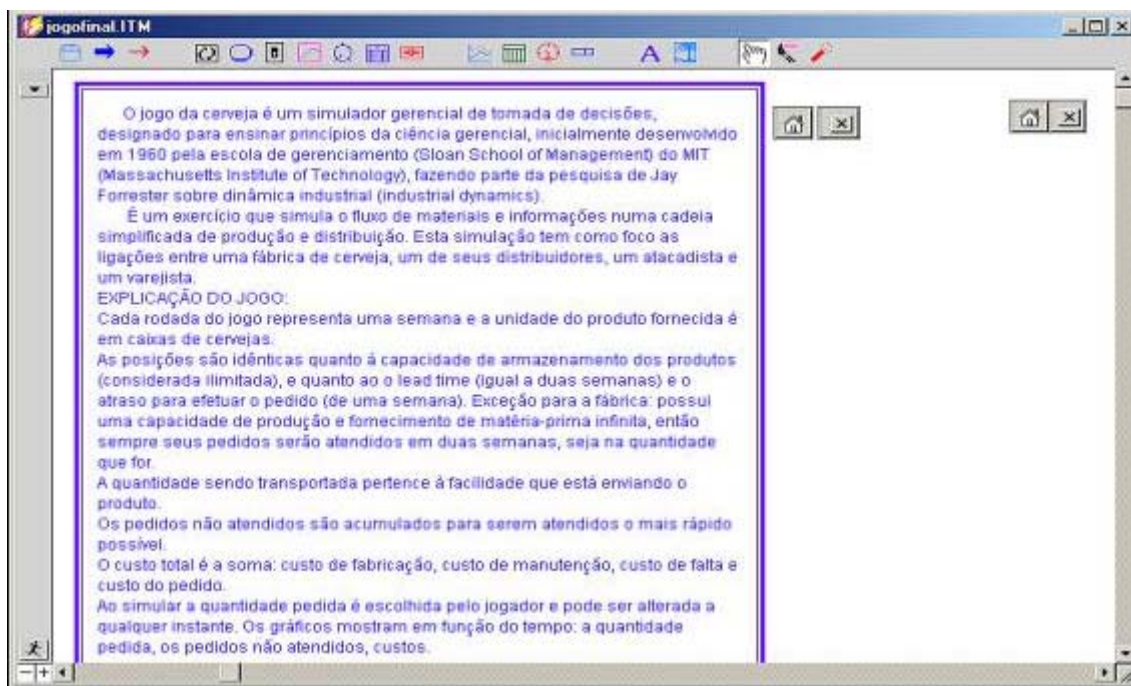 jogofinal.ITM
O jogo da cerveja é um simulador gerencial de tomada de decisões,
designado para ensinar princípios da ciência gerencial, inicialmente desenvolvido
em 1960 pela escola de gerenciamento (Sloan School of Management) do MIT
(Massachusetts Institute of Technology), fazendo parte da pesquisa de Jay
Forrester sobre dinâmica industrial (industrial dynamics).
É um exercício que simula o fluxo de materiais e informações numa cadeia
simplificada de produção e distribuição. Esta simulação tem como foco as
ligações entre uma fábrica de cerveja, um de seus distribuidores, um atacadista e
um varejista.
EXPLICAÇÃO DO JOGO:
Cada rodada do jogo representa uma semana e a unidade do produto fornecida é
em caixas de cervejas.
As posições são idênticas quanto á capacidade de armazenamento dos produtos
(considerada ilimitada), e quanto ao o lead time (igual a duas semanas) e o
atraso para efetuar o pedido (de uma semana). Exceção para a fábrica: possui
uma capacidade de produção e fornecimento de matéria-prima infinita, então
sempre seus pedidos serão atendidos em duas semanas, seja na quantidade
que for.
A quantidade sendo transportada pertence à facilidade que está enviando o
produto.
Os pedidos não atendidos são acumulados para serem atendidos o mais rápido
possível.
O custo total é a soma: custo de fabricação, custo de manutenção, custo de falta e
custo do pedido.
Ao simular a quantidade pedida é escolhida pelo jogador e pode ser alterada a
qualquer instante. Os gráficos mostram em função do tempo: a quantidade
pedida, os pedidos não atendidos, custos.